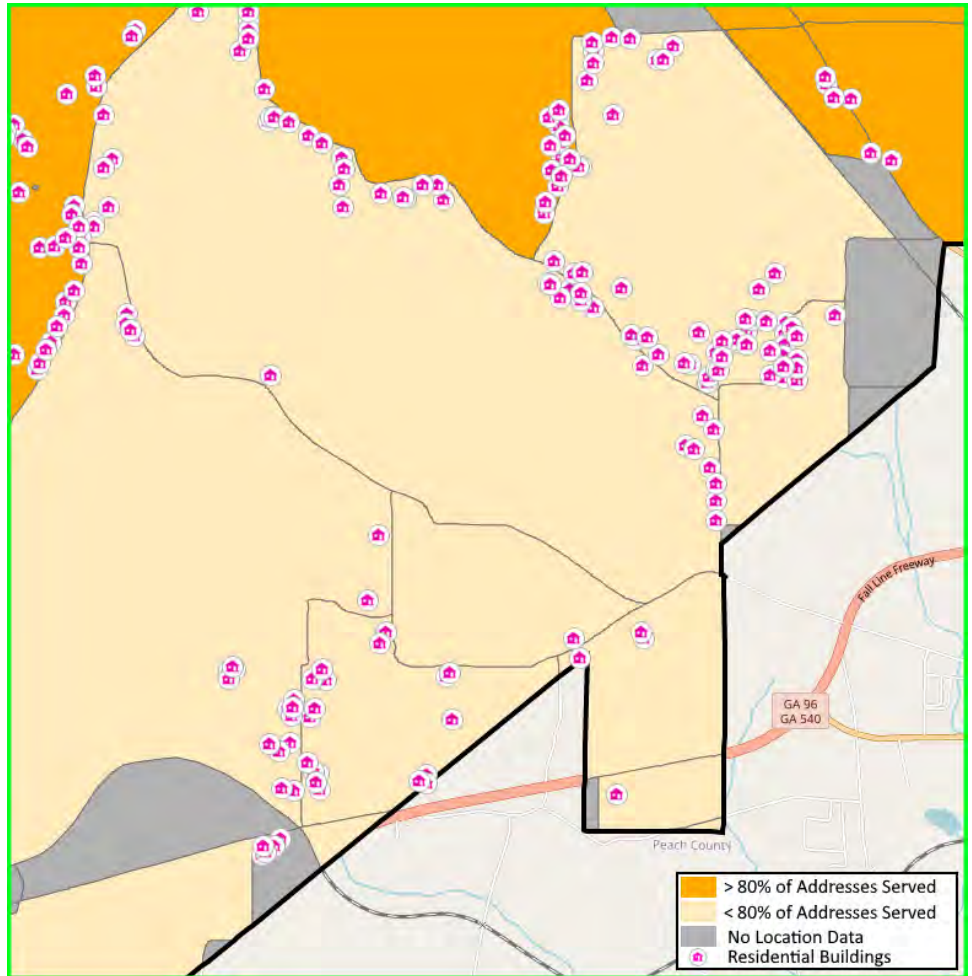 Fall Line Freeway
GA 96
GA 540
Peach County
> 80% of Addresses Served
< 80% of Addresses Served
No Location Data
Residential Buildings